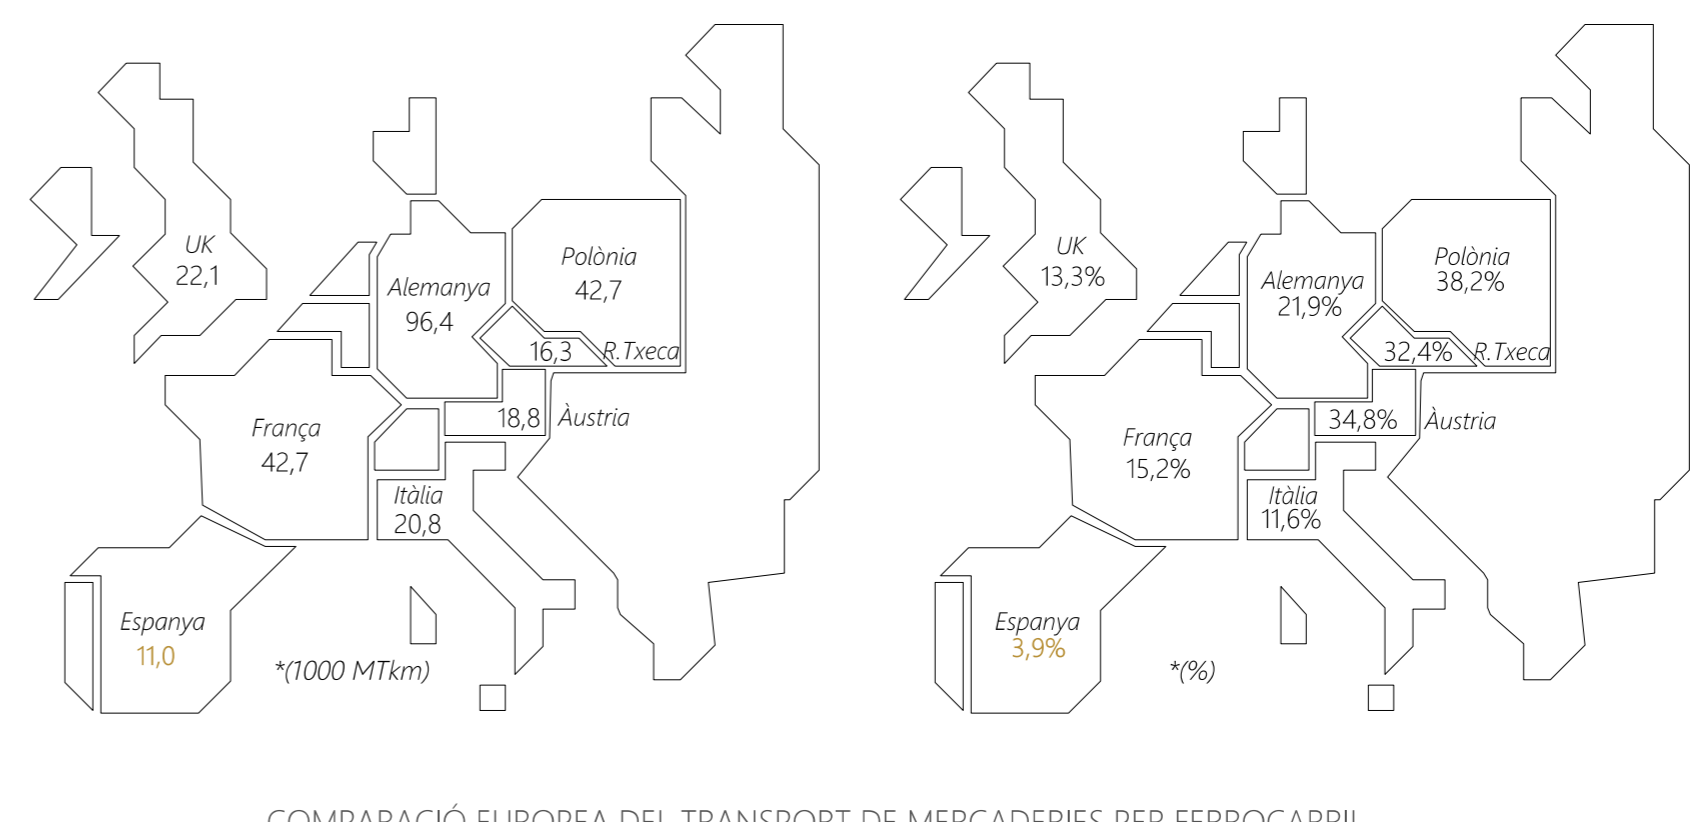 UK
22,1
Alemanya
96,4
Polònia
42,7
16,3 R.Txeca
18,8 Àustria
França
42,7
Itàlia
20,8
Espanya
11,0
*(1000 MTkm)
UK
13,3%
Alemanya
21,9%
Polònia
38,2%
32,4% R.Txeca
34,8% Àustria
França
15,2%
Itàlia
11,6%
Espanya
3,9%
*(%)
COMPARACIÓ EUROPEA DEL TRANSPORT DE MERCADERIES PER FERROCARRIL